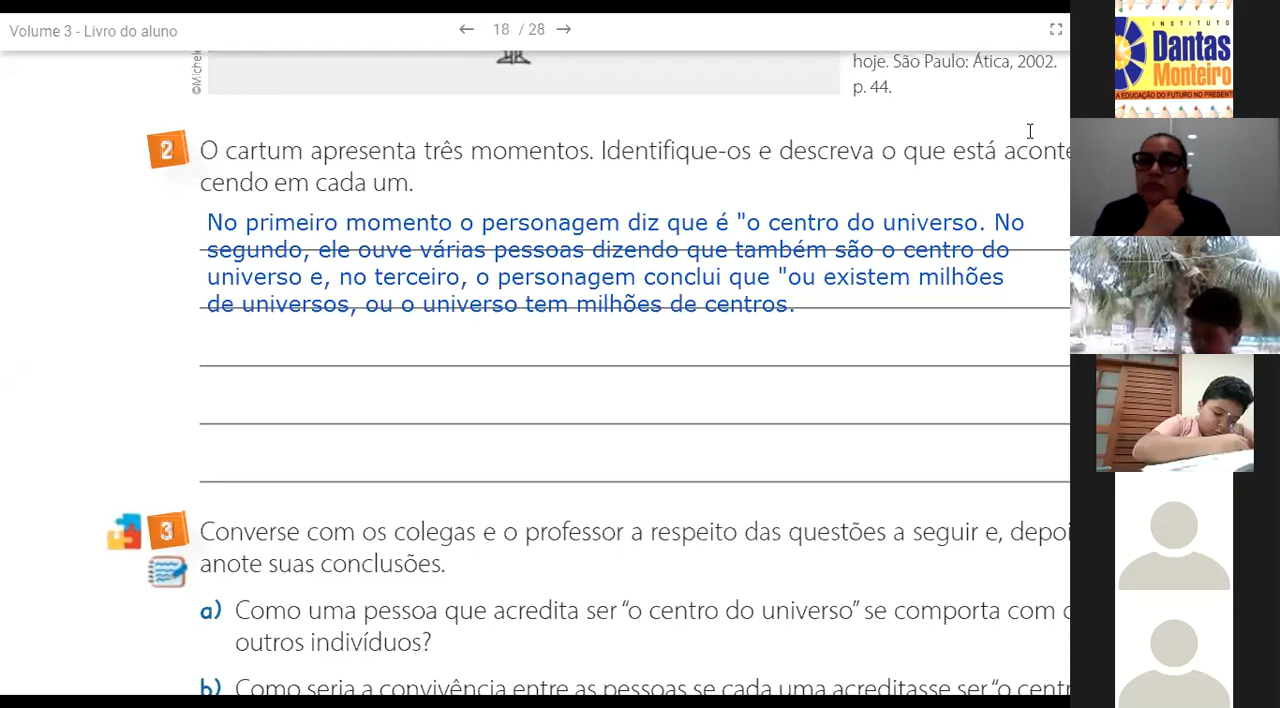 Volume 3 - Livro do aluno
18 / 28
©Michele
hoje. São Paulo: Ática, 2002.
p. 44.
2 O cartum apresenta três momentos. Identifique-os e descreva o que está aconte
cendo em cada um.
No primeiro momento o personagem diz que é "o centro do universo. No
segundo, ele ouve várias pessoas dizendo que também são o centro do
universo e, no terceiro, o personagem conclui que "ou existem milhões
de universos, ou o universo tem milhões de centros.
3 Converse com os colegas e o professor a respeito das questões a seguir e, depoi
anote suas conclusões.
a) Como uma pessoa que acredita ser “o centro do universo” se comporta com
outros indivíduos?
b) Como seria a convivência entre as pessoas se cada uma acreditasse ser “o centr
INSTITUTO
Dantas
Monteiro
A EDUCAÇÃO DO FUTURO NO PRESENT